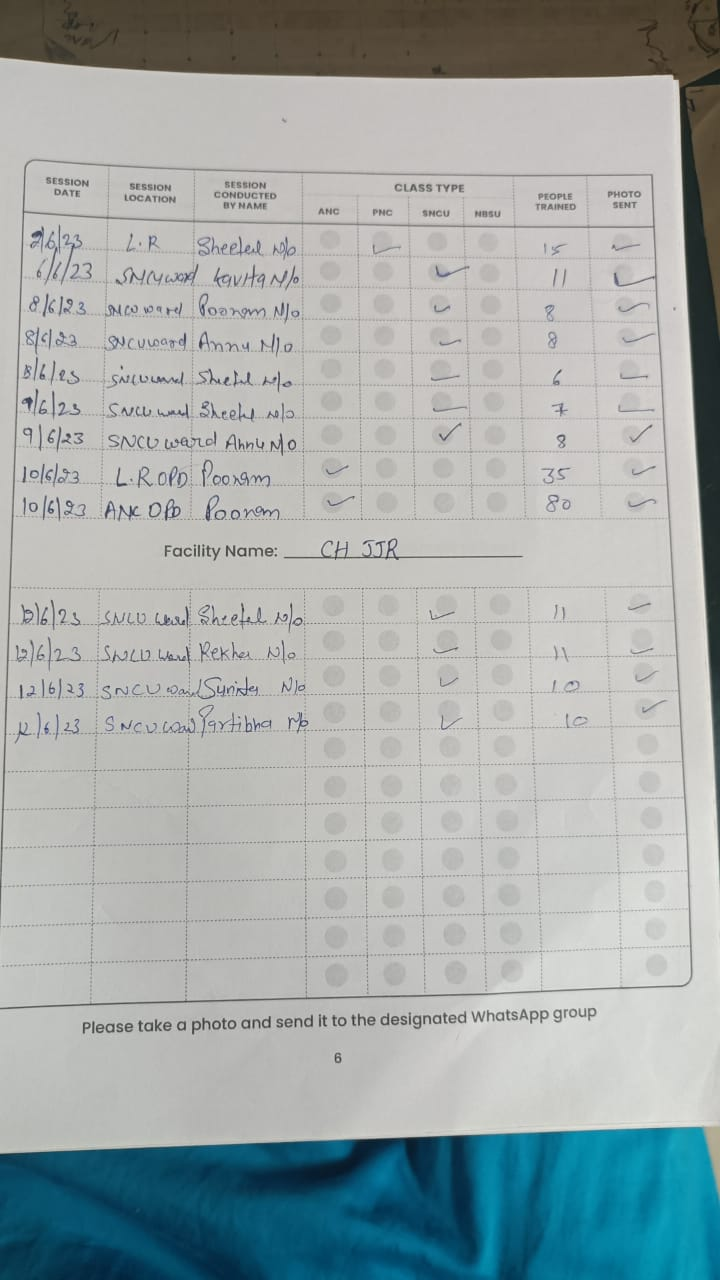 SESSION DATE SESSION LOCATION SESSION CONDUCTED BY NAME CLASS TYPE PEOPLE TRAINED PHOTO SENT
ANC PNC SNCU NBSU
2/6/23 L.R Sheetal N/o ✓ 15 ✓
6/6/23 SNCU ward Kavita N/o ✓ 11 ✓
8/6/23 SNCU ward Poonam N/o ✓ 8 ✓
8/6/23 SNCU ward Annu N/o ✓ 8 ✓
8/6/23 SNCU ward Sheetal N/o ✓ 6 ✓
9/6/23 SNCU ward Sheetal N/o ✓ 7 ✓
9/6/23 SNCU ward Annu N/O ✓ 8 ✓
10/6/23 L.R OPD Poonam ✓ 35 ✓
10/6/23 ANC OPD Poonam ✓ 80 ✓
Facility Name: CH JJR
12/6/23 SNCU ward Sheetal N/o ✓ 11 ✓
12/6/23 SNCU ward Rekha N/o ✓ 11 ✓
12/6/23 SNCU ward N/o ✓ 10 ✓
12/6/23 SNCU ward Partibha N/o ✓ 10 ✓
Please take a photo and send it to the designated WhatsApp group
6